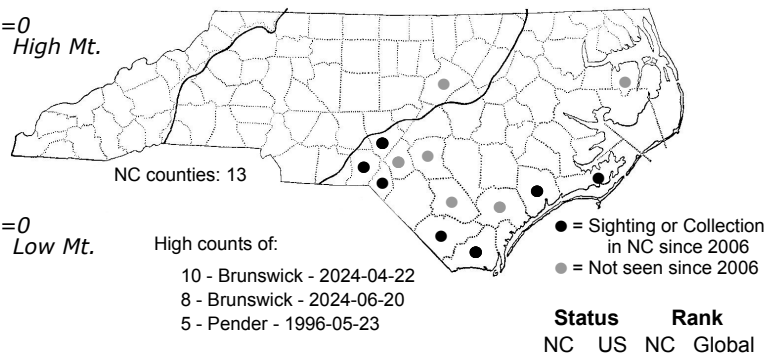 =0
High Mt.
NC counties: 13
=0
Low Mt.
High counts of:
10 - Brunswick - 2024-04-22
8 - Brunswick - 2024-06-20
5 - Pender - 1996-05-23
= Sighting or Collection
in NC since 2006
= Not seen since 2006
Status Rank
NC US NC Global